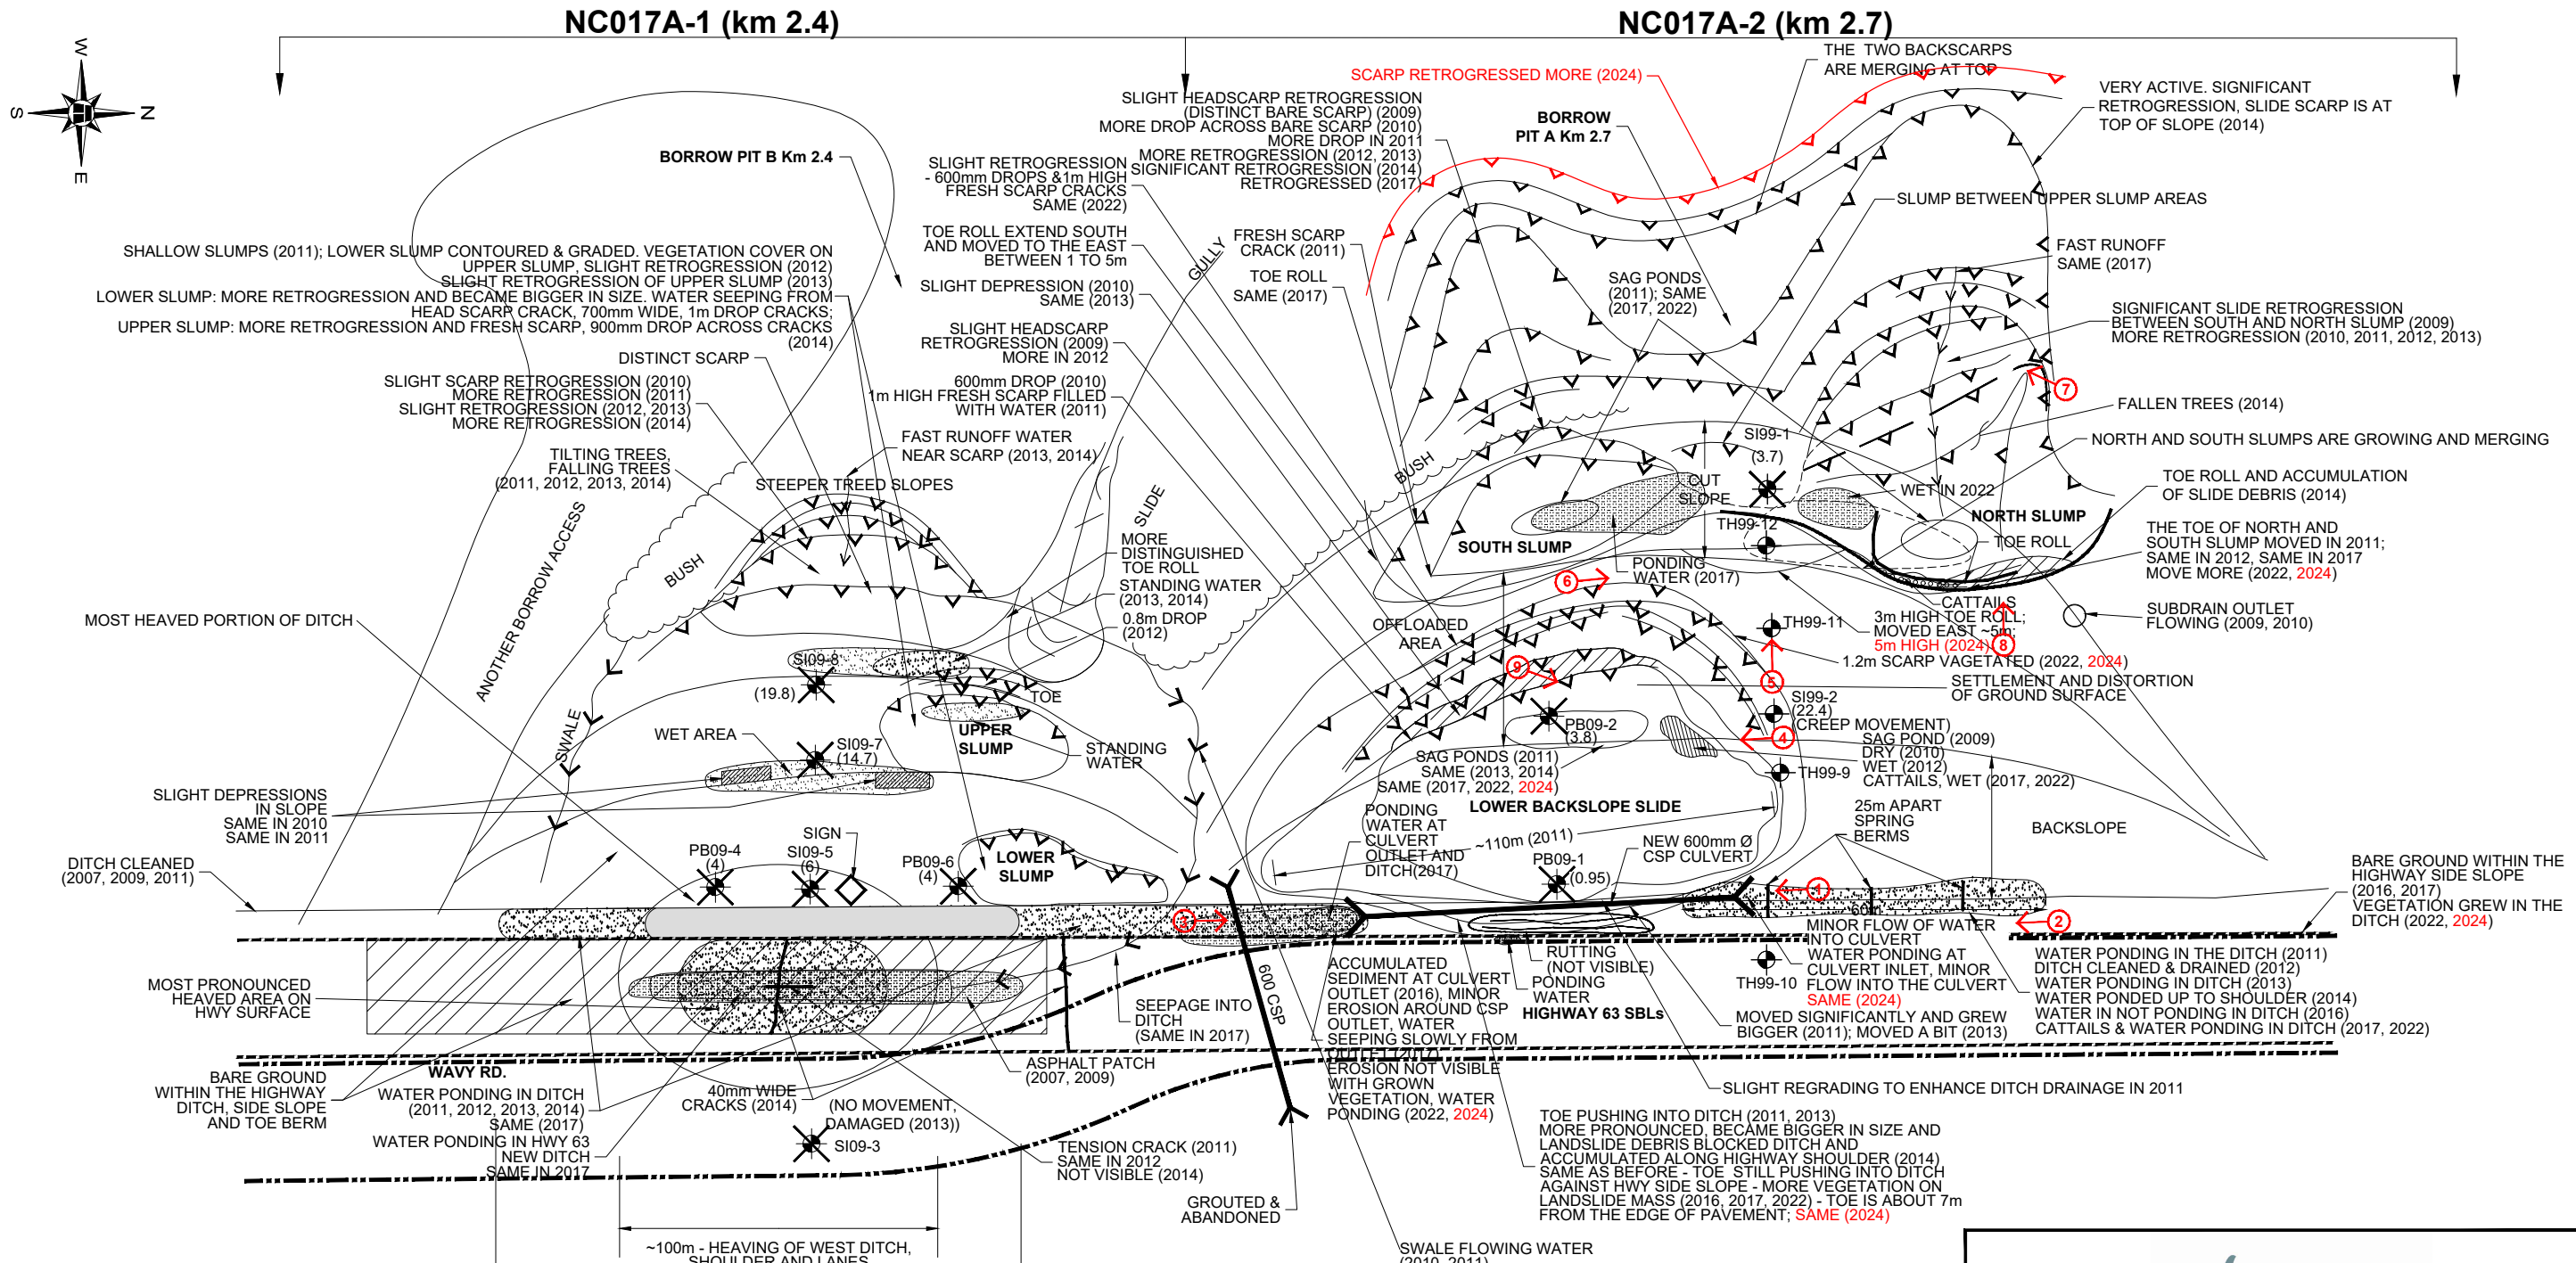 NC017A-1 (km 2.4)
NC017A-2 (km 2.7)
W
N
S
E
BORROW PIT B Km 2.4
SHALLOW SLUMPS (2011); LOWER SLUMP CONTOURED & GRADED. VEGETATION COVER ON
UPPER SLUMP, SLIGHT RETROGRESSION (2012)
SLIGHT RETROGRESSION OF UPPER SLUMP (2013)
LOWER SLUMP: MORE RETROGRESSION AND BECAME BIGGER IN SIZE. WATER SEEPING FROM
HEAD SCARP CRACK, 700mm WIDE, 1m DROP CRACKS;
UPPER SLUMP: MORE RETROGRESSION AND FRESH SCARP, 900mm DROP ACROSS CRACKS
(2014)
DISTINCT SCARP
SLIGHT SCARP RETROGRESSION (2010)
MORE RETROGRESSION (2011)
SLIGHT RETROGRESSION (2012, 2013)
MORE RETROGRESSION (2014)
TILTING TREES,
FALLING TREES
(2011, 2012, 2013, 2014)
FAST RUNOFF WATER
NEAR SCARP (2013, 2014)
STEEPER TREED SLOPES
ANOTHER BORROW ACCESS
BUSH
MOST HEAVED PORTION OF DITCH
SWALE
WET AREA
SI09-8
(19.8)
SI09-7
(14.7)
UPPER
SLUMP
TOE
STANDING
WATER
SLIGHT DEPRESSIONS
IN SLOPE
SAME IN 2010
SAME IN 2011
DITCH CLEANED
(2007, 2009, 2011)
SIGN
PB09-4
(4)
SI09-5
(6)
PB09-6
(4)
LOWER
SLUMP
MOST PRONOUNCED
HEAVED AREA ON
HWY SURFACE
BARE GROUND
WITHIN THE HIGHWAY
DITCH, SIDE SLOPE
AND TOE BERM
WAVY RD.
WATER PONDING IN DITCH
(2011, 2012, 2013, 2014)
SAME (2017)
WATER PONDING IN HWY 63
NEW DITCH
SAME IN 2017
40mm WIDE
CRACKS (2014)
(NO MOVEMENT,
DAMAGED (2013))
SI09-3
~100m - HEAVING OF WEST DITCH,
SHOULDER AND LANES
ASPHALT PATCH
(2007, 2009)
TENSION CRACK (2011)
SAME IN 2012
NOT VISIBLE (2014)
SEEPAGE INTO
DITCH
(SAME IN 2017)
600 CSP
GROUTED &
ABANDONED
SWALE FLOWING WATER
(2010, 2011)
SCARP RETROGRESSED MORE (2024)
SLIGHT HEADSCARP RETROGRESSION
(DISTINCT BARE SCARP) (2009)
MORE DROP ACROSS BARE SCARP (2010)
MORE DROP IN 2011
MORE RETROGRESSION (2012, 2013)
SIGNIFICANT RETROGRESSION (2014)
RETROGRESSED (2017)
SLIGHT RETROGRESSION
- 600mm DROPS &1m HIGH
FRESH SCARP CRACKS
SAME (2022)
TOE ROLL EXTEND SOUTH
AND MOVED TO THE EAST
BETWEEN 1 TO 5m
SLIGHT DEPRESSION (2010)
SAME (2013)
SLIGHT HEADSCARP
RETROGRESSION (2009)
MORE IN 2012
600mm DROP (2010)
1m HIGH FRESH SCARP FILLED
WITH WATER (2011)
GULLY
SLIDE
MORE
DISTINGUISHED
TOE ROLL
STANDING WATER
(2013, 2014)
0.8m DROP
(2012)
FRESH SCARP
CRACK (2011)
TOE ROLL
SAME (2017)
BORROW
PIT A Km 2.7
THE TWO BACKSCARPS
ARE MERGING AT TOP
VERY ACTIVE. SIGNIFICANT
RETROGRESSION, SLIDE SCARP IS AT
TOP OF SLOPE (2014)
SLUMP BETWEEN UPPER SLUMP AREAS
FAST RUNOFF
SAME (2017)
SAG PONDS
(2011); SAME
(2017, 2022)
SIGNIFICANT SLIDE RETROGRESSION
BETWEEN SOUTH AND NORTH SLUMP (2009)
MORE RETROGRESSION (2010, 2011, 2012, 2013)
7
FALLEN TREES (2014)
NORTH AND SOUTH SLUMPS ARE GROWING AND MERGING
SI99-1
(3.7)
BUSH
CUT
SLOPE
WET IN 2022
TOE ROLL AND ACCUMULATION
OF SLIDE DEBRIS (2014)
NORTH SLUMP
TOE ROLL
TH99-12
SOUTH SLUMP
PONDING
WATER (2017)
THE TOE OF NORTH AND
SOUTH SLUMP MOVED IN 2011;
SAME IN 2012, SAME IN 2017
MOVE MORE (2022, 2024)
6
CATTAILS
3m HIGH TOE ROLL;
MOVED EAST ~5m;
5m HIGH (2024)
8
SUBDRAIN OUTLET
FLOWING (2009, 2010)
TH99-11
OFFLOADED
AREA
1.2m SCARP VAGETATED (2022, 2024)
9
5
SETTLEMENT AND DISTORTION
OF GROUND SURFACE
SI99-2
(22.4)
(CREEP MOVEMENT)
4
PB09-2
(3.8)
SAG POND (2009)
DRY (2010)
WET (2012)
CATTAILS, WET (2017, 2022)
TH99-9
SAG PONDS (2011)
SAME (2013, 2014)
SAME (2017, 2022, 2024)
LOWER BACKSLOPE SLIDE
25m APART
SPRING
BERMS
BACKSLOPE
PONDING
WATER AT
CULVERT
OUTLET AND
DITCH(2017)
~110m (2011)
NEW 600mm Ø
CSP CULVERT
PB09-1
(0.95)
1
2
3
60m
BARE GROUND WITHIN THE
HIGHWAY SIDE SLOPE
(2016, 2017)
VEGETATION GREW IN THE
DITCH (2022, 2024)
MINOR FLOW OF WATER
INTO CULVERT
WATER PONDING AT
CULVERT INLET, MINOR
FLOW INTO THE CULVERT
SAME (2024)
TH99-10
RUTTING
(NOT VISIBLE)
PONDING
WATER
HIGHWAY 63 SBLs
WATER PONDING IN THE DITCH (2011)
DITCH CLEANED & DRAINED (2012)
WATER PONDING IN DITCH (2013)
WATER PONDED UP TO SHOULDER (2014)
WATER IN NOT PONDING IN DITCH (2016)
CATTAILS & WATER PONDING IN DITCH (2017, 2022)
MOVED SIGNIFICANTLY AND GREW
BIGGER (2011); MOVED A BIT (2013)
ACCUMULATED
SEDIMENT AT CULVERT
OUTLET (2016), MINOR
EROSION AROUND CSP
OUTLET, WATER
SEEPING SLOWLY FROM
OUTLET (2017)
EROSION NOT VISIBLE
WITH GROWN
VEGETATION, WATER
PONDING (2022, 2024)
SLIGHT REGRADING TO ENHANCE DITCH DRAINAGE IN 2011
TOE PUSHING INTO DITCH (2011, 2013)
MORE PRONOUNCED, BECAME BIGGER IN SIZE AND
LANDSLIDE DEBRIS BLOCKED DITCH AND
ACCUMULATED ALONG HIGHWAY SHOULDER (2014)
SAME AS BEFORE - TOE STILL PUSHING INTO DITCH
AGAINST HWY SIDE SLOPE - MORE VEGETATION ON
LANDSLIDE MASS (2016, 2017, 2022) - TOE IS ABOUT 7m
FROM THE EDGE OF PAVEMENT; SAME (2024)